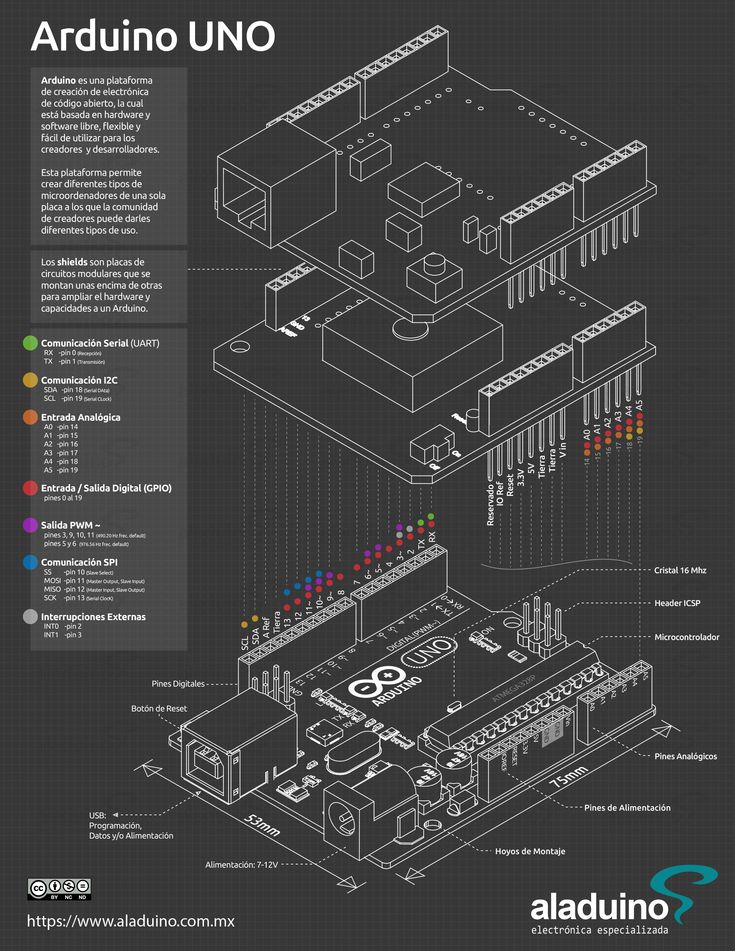 Arduino UNO
Arduino es una plataforma
de creación de electrónica
de código abierto, la cual
está basada en hardware y
software libre, flexible y
fácil de utilizar para los
creadores y desarrolladores.
Esta plataforma permite
crear diferentes tipos de
microordenadores de una sola
placa a los que la comunidad
de creadores puede darles
diferentes tipos de uso.
Los shields son placas de
circuitos modulares que se
montan unas encima de otras
para ampliar el hardware y
capacidades a un Arduino.
Comunicación Serial (UART)
RX -pin 0 (Recepción)
TX -pin 1 (Transmisión)
Comunicación I2C
SDA -pin 18 (Serial DAta)
SCL -pin 19 (Serial CLock)
Entrada Analógica
A0 -pin 14
A1 -pin 15
A2 -pin 16
A3 -pin 17
A4 -pin 18
A5 -pin 19
Entrada / Salida Digital (GPIO)
pines 0 al 19
Salida PWM ~
pines 3, 9, 10, 11 (490.20 Hz frec. default)
pines 5 y 6 (976.56 Hz frec. default)
Comunicación SPI
SS -pin 10 (Slave Select)
MOSI -pin 11 (Master Output, Slave Input)
MISO -pin 12 (Master Input, Slave Output)
SCK -pin 13 (Serial Clock)
Interrupciones Externas
INT0 -pin 2
INT1 -pin 3
Reservado
IO Ref
Reset
3.3V
5V
Tierra
Tierra
V in
-14 A0
-15 A1
-16 A2
-17 A3
-18 A4
-19 A5
SCL
SDA
A Ref
Tierra
13
12
11~
10~
9~
8
7
6~
5~
4
3~
2
TX
RX
Cristal 16 Mhz
Header ICSP
Microcontrolador
Pines Digitales
Botón de Reset
DIGITAL(PWM~)
UNO
ARDUINO
ON
TX
RX
ATMEGA328P
Pines Analógicos
Pines de Alimentación
Hoyos de Montaje
75mm
53mm
USB:
Programación,
Datos y/o Alimentación
Alimentación: 7-12V
CC
BY NC ND
https://www.aladuino.com.mx
aladuino
electrónica especializada